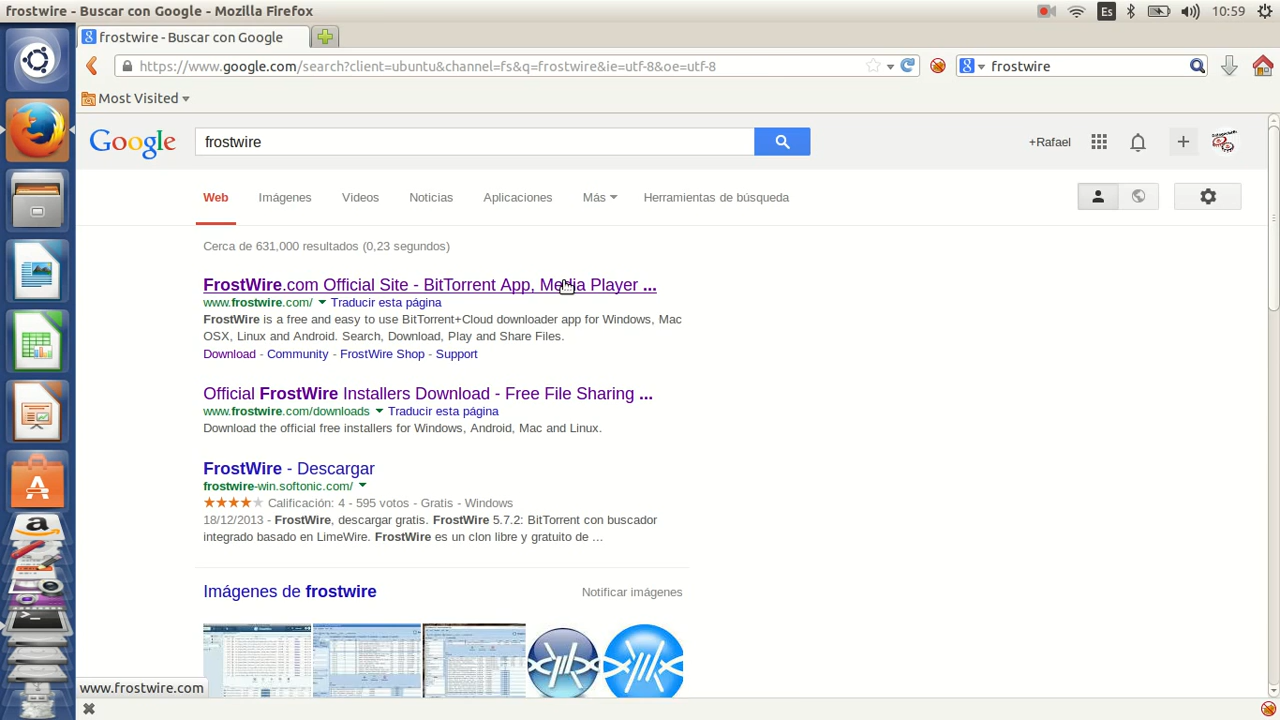 frostwire - Buscar con Google - Mozilla Firefox
Es
10:59
frostwire - Buscar con Google
https://www.google.com/search?client=ubuntu&channel=fs&q=frostwire&ie=utf-8&oe=utf-8
frostwire
Most Visited
Google
frostwire
+Rafael
Web
Imágenes
Videos
Noticias
Aplicaciones
Más
Herramientas de búsqueda
Cerca de 631,000 resultados (0,23 segundos)
FrostWire.com Official Site - BitTorrent App, Media Player ...
www.frostwire.com/ Traducir esta página
FrostWire is a free and easy to use BitTorrent+Cloud downloader app for Windows, Mac
OSX, Linux and Android. Search, Download, Play and Share Files.
Download - Community - FrostWire Shop - Support
Official FrostWire Installers Download - Free File Sharing ...
www.frostwire.com/downloads Traducir esta página
Download the official free installers for Windows, Android, Mac and Linux.
FrostWire - Descargar
frostwire-win.softonic.com/
Calificación: 4 - 595 votos - Gratis - Windows
18/12/2013 - FrostWire, descargar gratis. FrostWire 5.7.2: BitTorrent con buscador
integrado basado en LimeWire. FrostWire es un clon libre y gratuito de ...
Imágenes de frostwire
Notificar imágenes
www.frostwire.com